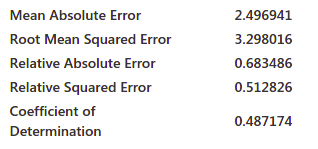 Mean Absolute Error 2.496941
Root Mean Squared Error 3.298016
Relative Absolute Error 0.683486
Relative Squared Error 0.512826
Coefficient of
Determination 0.487174